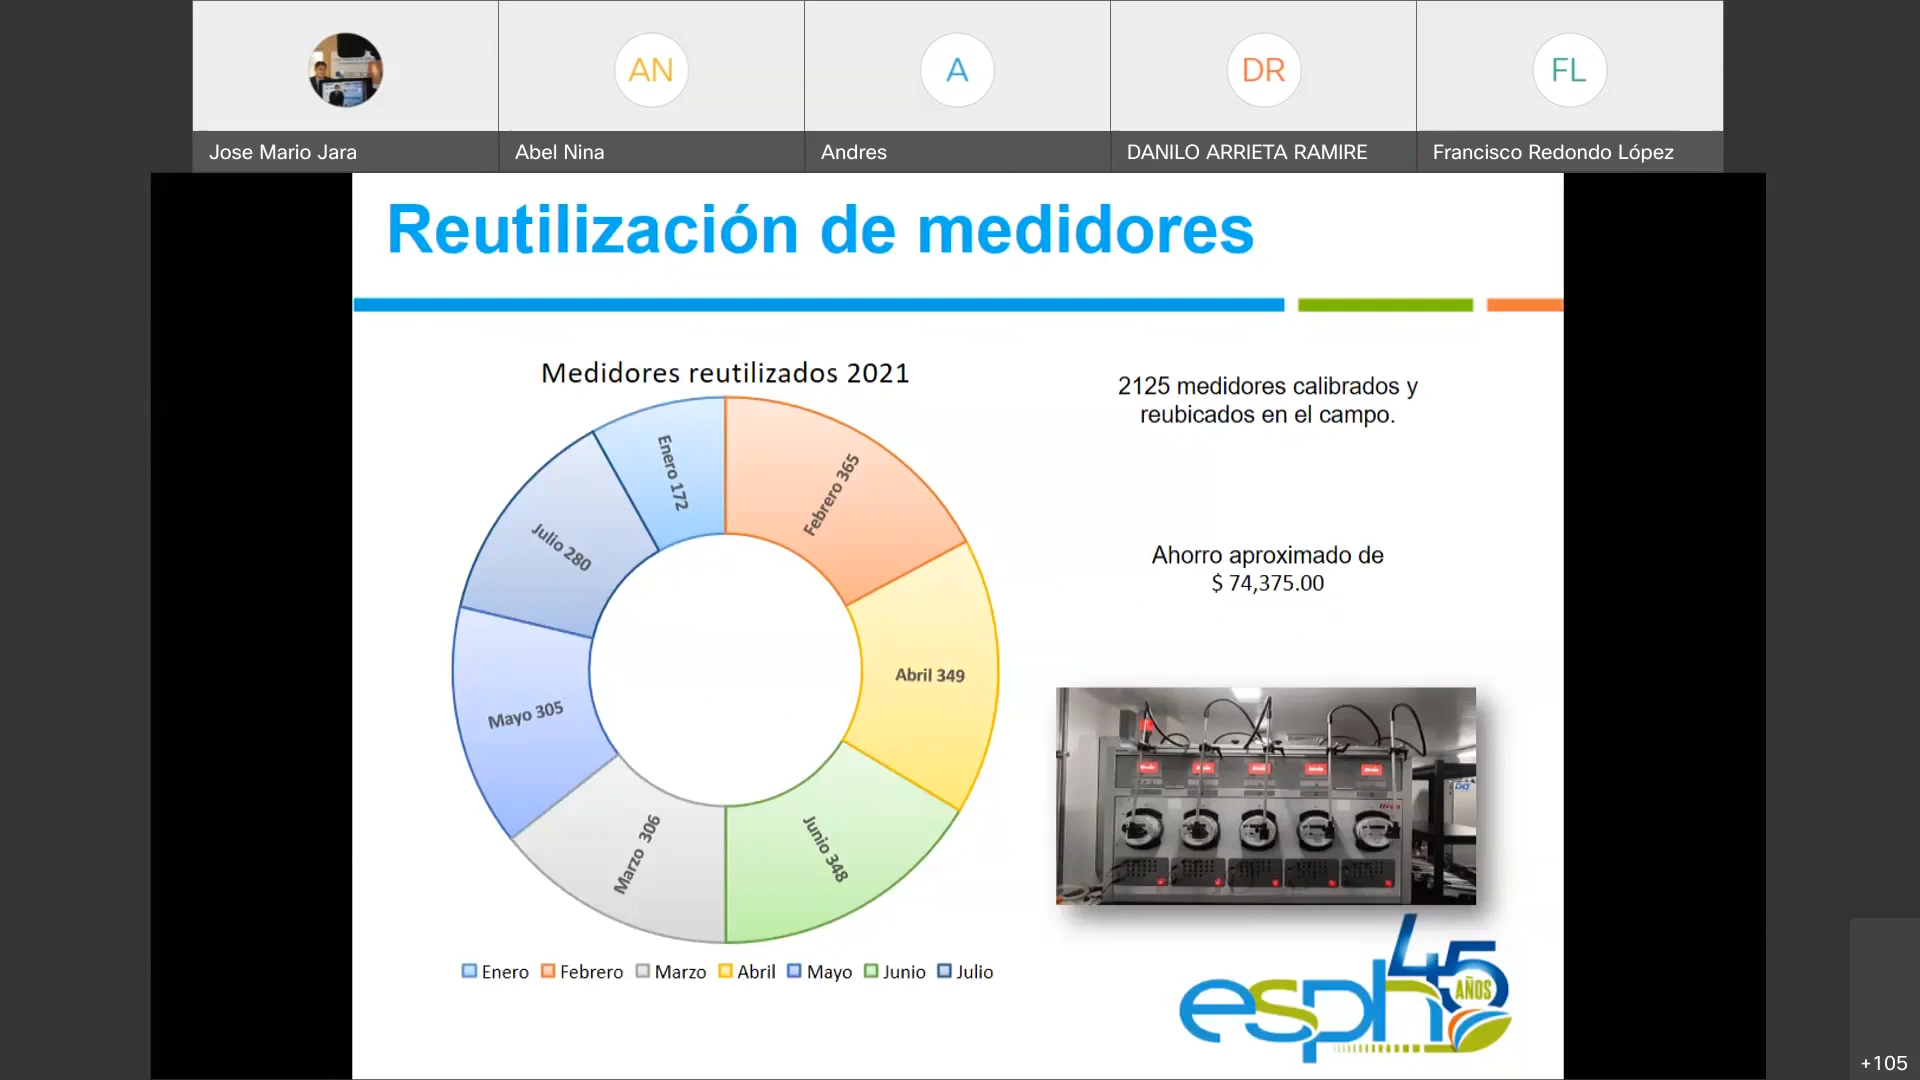 AN
A
DR
FL
Jose Mario Jara
Abel Nina
Andres
DANILO ARRIETA RAMIRE
Francisco Redondo López
Reutilización de medidores
Medidores reutilizados 2021
Enero 172
Febrero 365
Abril 349
Junio 348
Marzo 306
Mayo 305
Julio 280
Enero
Febrero
Marzo
Abril
Mayo
Junio
Julio
2125 medidores calibrados y
reubicados en el campo.
Ahorro aproximado de
$ 74,375.00
esph
45
AÑOS
+105